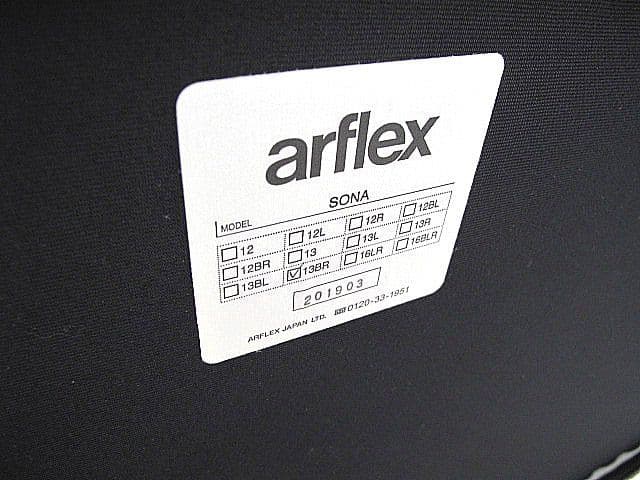 arflex
MODEL SONA
☐12 ☐12L ☐12R ☐12BL
☐12BR ☐13 ☐13L ☐13R
☐13BL ☑13BR ☐16LR ☐16BLR
201903
ARFLEX JAPAN LTD. 0120-33-1951